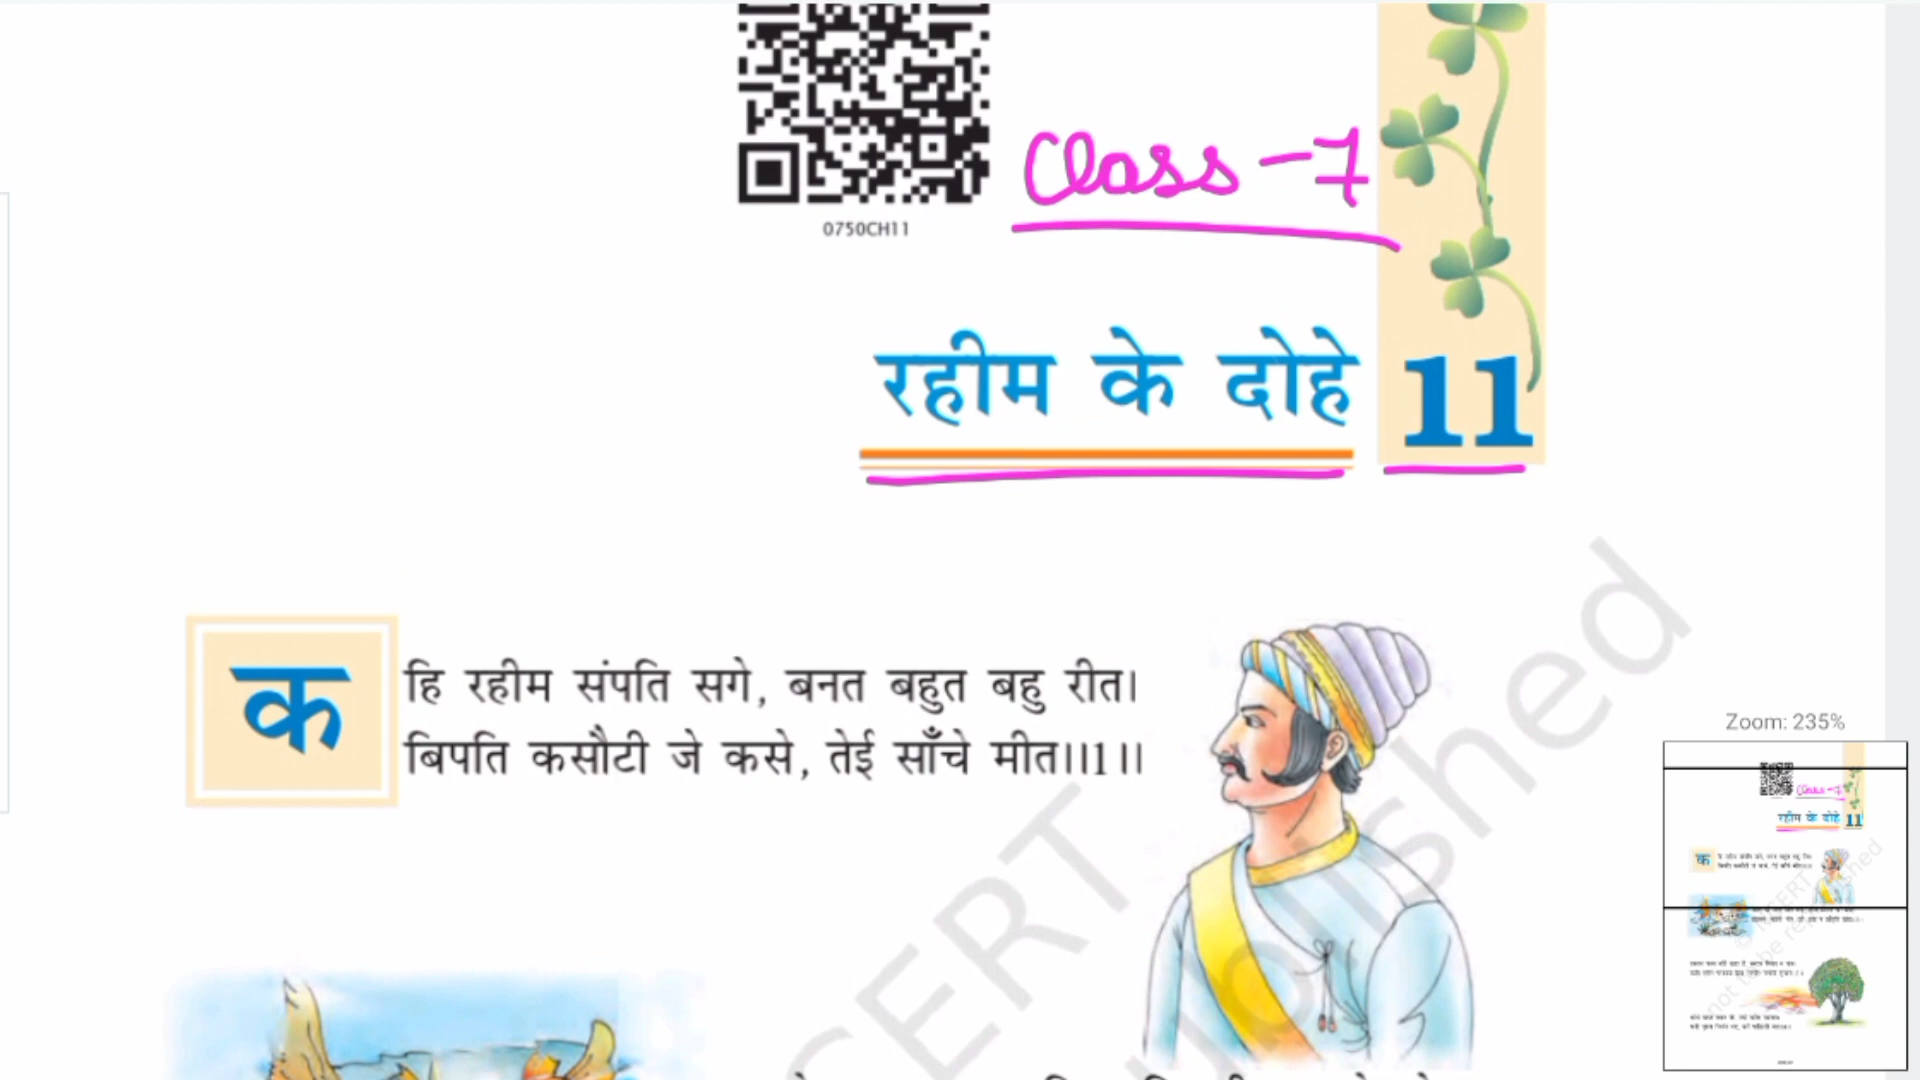 Class-7
0750CH11
रहीम के दोहे 11
कहि रहीम संपति सगे, बनत बहुत बहु रीत।
बिपति कसौटी जे कसे, तेई साँचे मीत।।1।।
Zoom: 235%